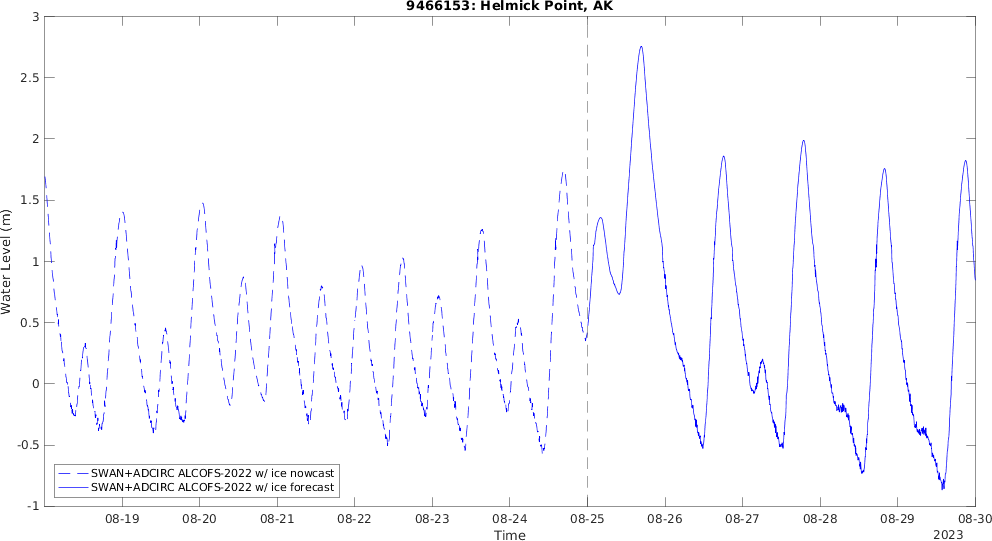 9466153: Helmick Point, AK
3
2.5
2
1.5
1
0.5
0
-0.5
-1
Water Level (m)
SWAN+ADCIRC ALCOFS-2022 w/ ice nowcast
SWAN+ADCIRC ALCOFS-2022 w/ ice forecast
08-19 08-20 08-21 08-22 08-23 08-24 08-25 08-26 08-27 08-28 08-29 08-30
Time
2023